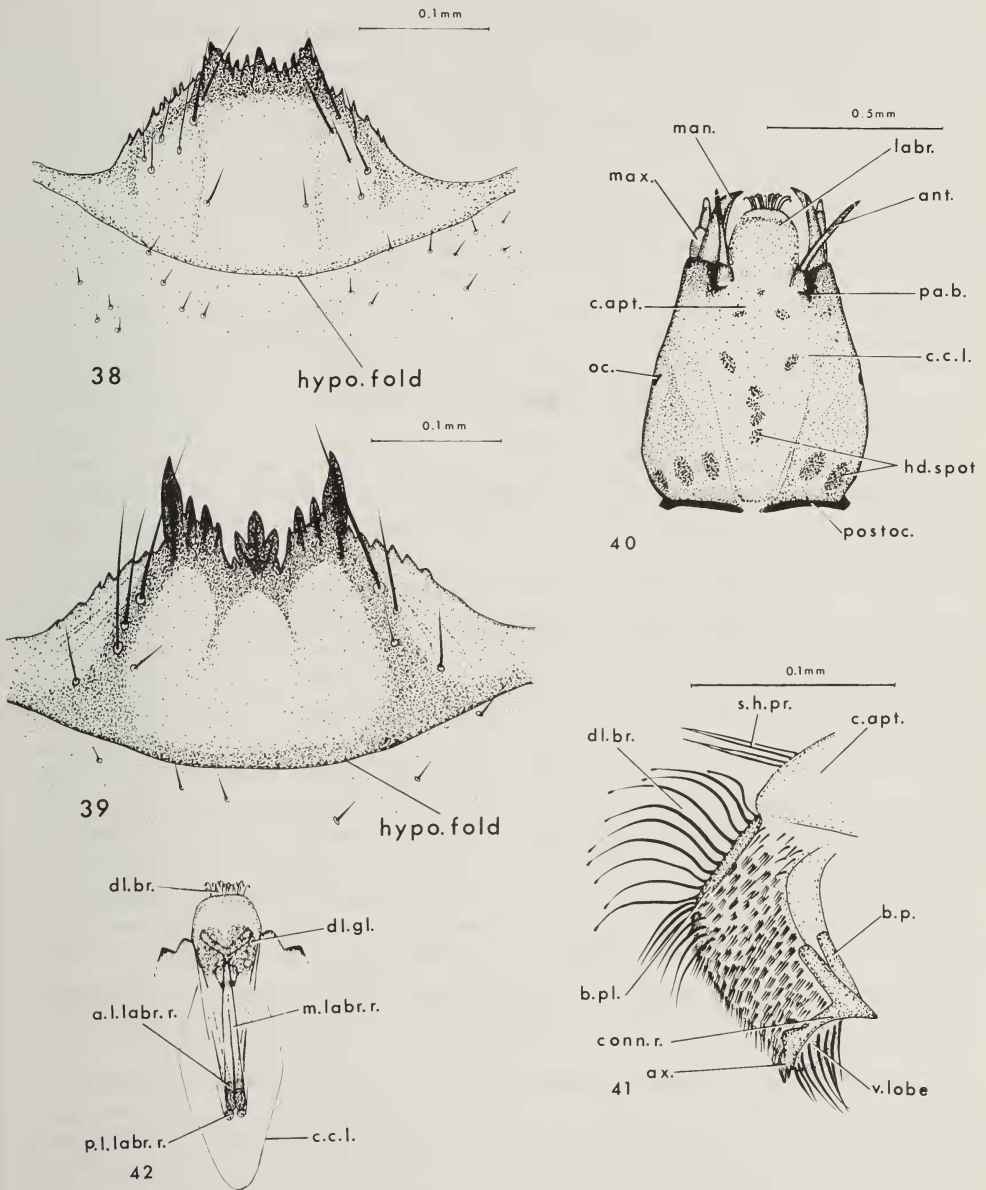 0.1mm
38
hypo.fold
0.1mm
39
hypo.fold
0.5mm
man.
labr.
max.
ant.
c.apt.
pa.b.
oc.
c.c.l.
hd.spot
postoc.
40
0.1mm
s.h.pr.
c.apt.
dl.br.
b.p.
b.pl.
conn.r.
ax.
v.lobe
41
dl.br.
dl.gl.
a.l.labr.r.
m.labr.r.
p.l.labr.r.
c.c.l.
42